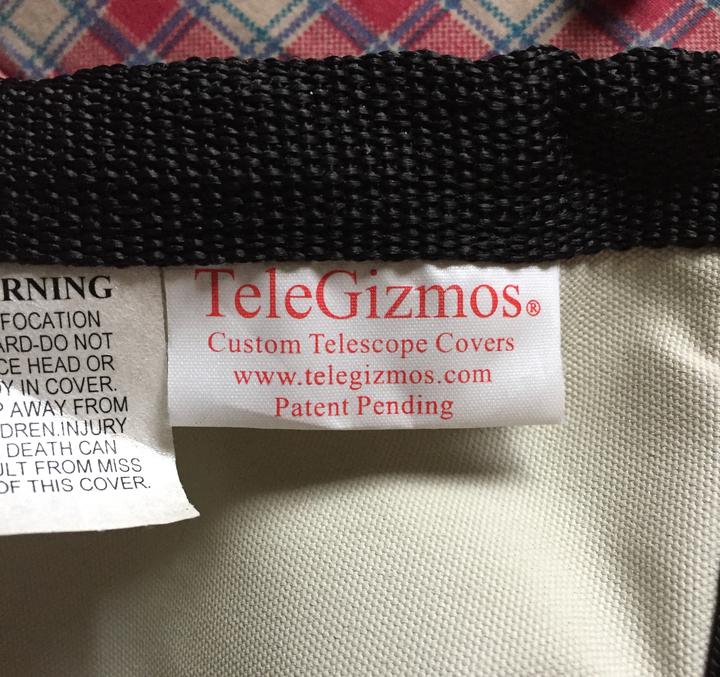 RNING
FOCATION
ARD-DO NOT
CE HEAD OR
Y IN COVER.
P AWAY FROM
DREN.INJURY
DEATH CAN
ULT FROM MISS
OF THIS COVER.
TeleGizmos®
Custom Telescope Covers
www.telegizmos.com
Patent Pending